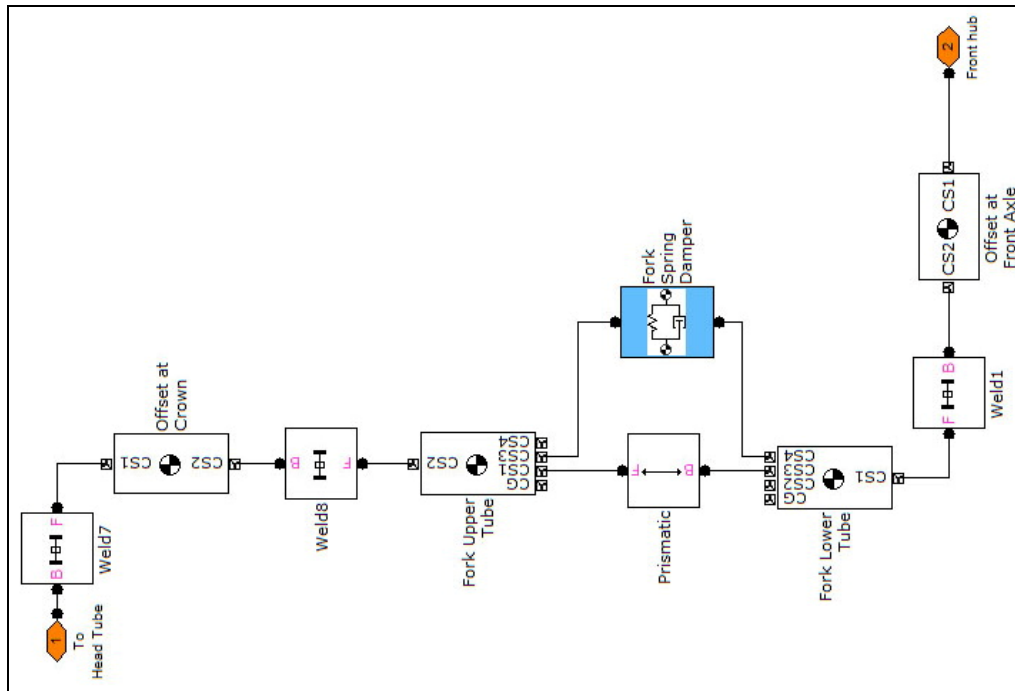 1
To
Head Tube
B F
Weld7
CS1
CS2
Offset at
Crown
B
F
Weld8
CS2
CG
CS1
CS3
CS4
Fork Upper
Tube
Fork
Spring
Damper
F
B
Prismatic
CG
CS2
CS3
CS4
CS1
Fork Lower
Tube
F B
Weld1
CS2 CS1
Offset at
Front Axle
2
Front hub